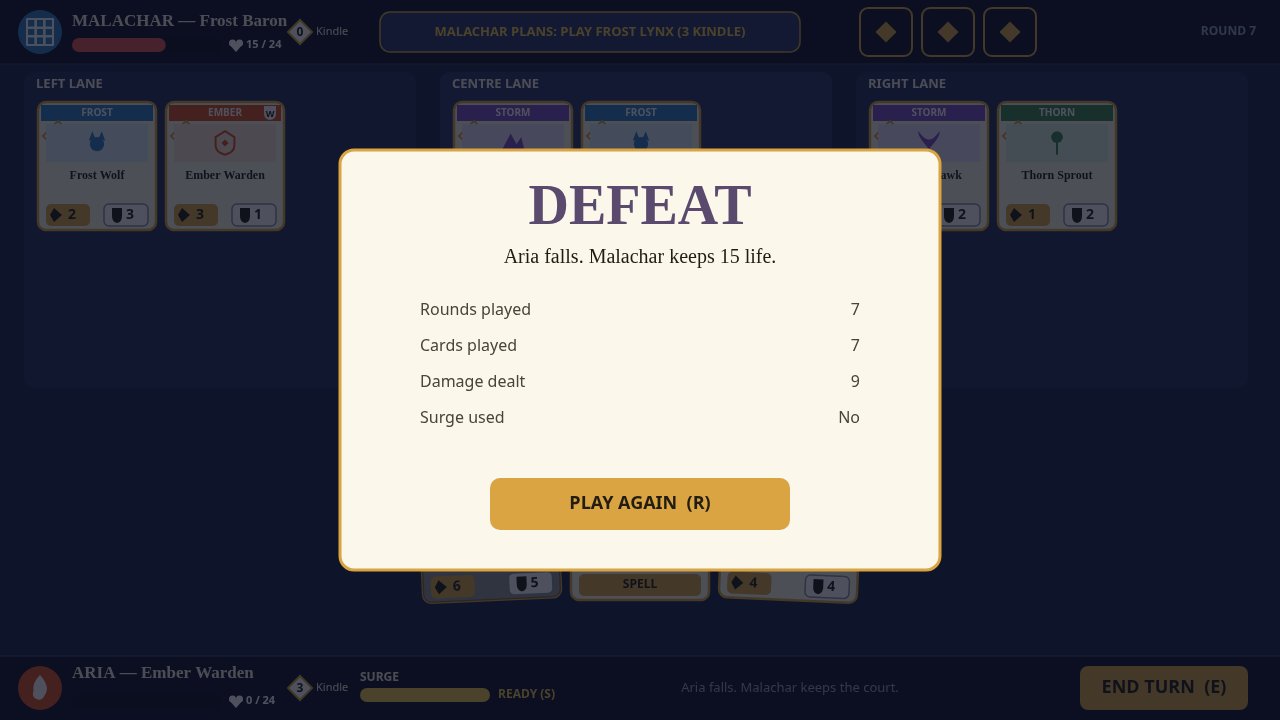 MALACHAR — Frost Baron
15 / 24
0 Kindle
MALACHAR PLANS: PLAY FROST LYNX (3 KINDLE)
ROUND 7
LEFT LANE
CENTRE LANE
RIGHT LANE
FROST
EMBER
W
STORM
FROST
STORM
THORN
Frost Wolf
Ember Warden
Thorn Sprout
2
3
3
1
2
1
2
DEFEAT
Aria falls. Malachar keeps 15 life.
Rounds played 7
Cards played 7
Damage dealt 9
Surge used No
PLAY AGAIN (R)
6
5
SPELL
4
4
ARIA — Ember Warden
0 / 24
3 Kindle
SURGE
READY (S)
Aria falls. Malachar keeps the court.
END TURN (E)